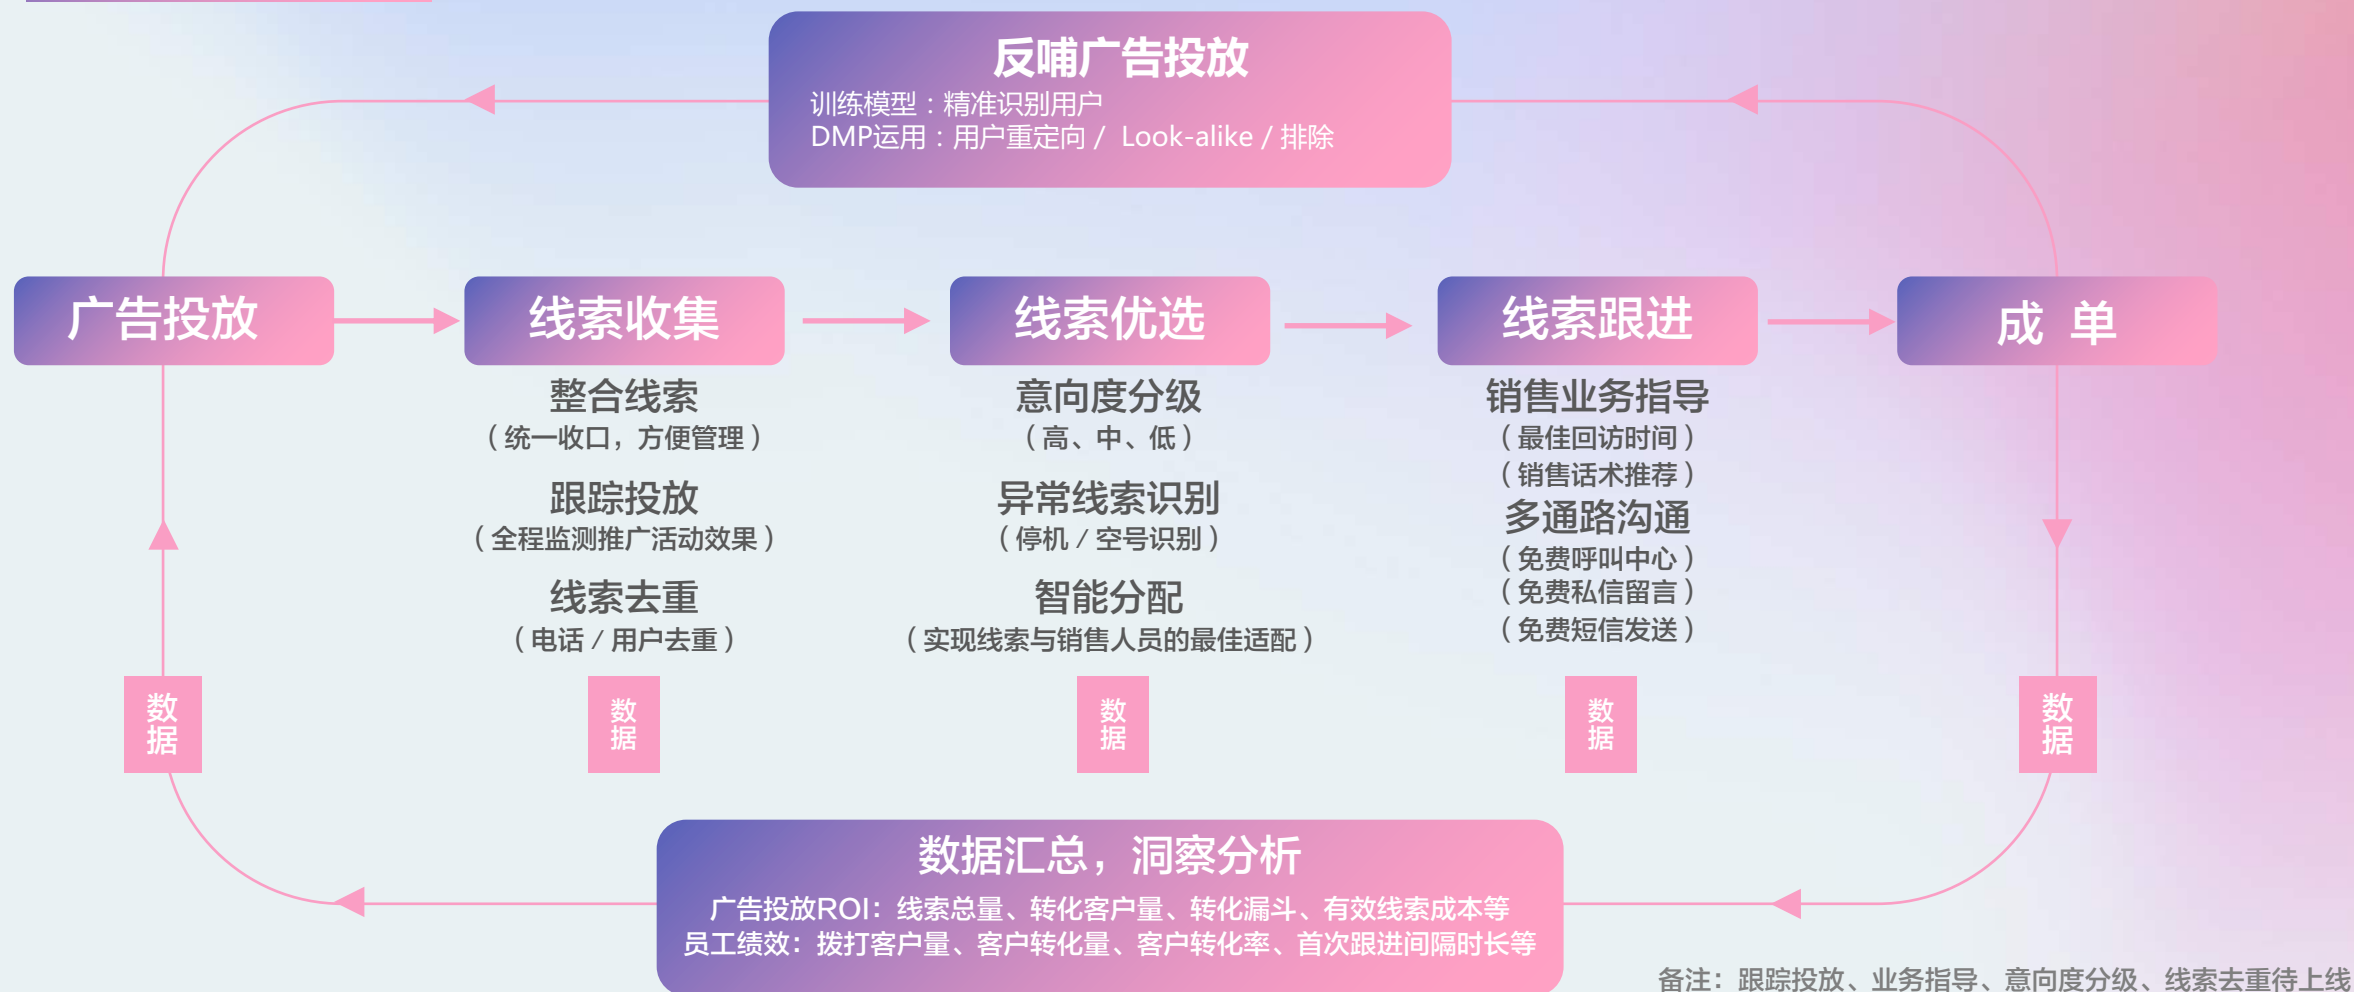 反哺广告投放
训练模型：精准识别用户
DMP运用：用户重定向 / Look-alike / 排除
广告投放
线索收集
线索优选
线索跟进
成 单
整合线索
（统一收口，方便管理）
跟踪投放
（全程监测推广活动效果）
线索去重
（电话 / 用户去重）
意向度分级
（高、中、低）
异常线索识别
（停机 / 空号识别）
智能分配
（实现线索与销售人员的最佳适配）
销售业务指导
（最佳回访时间）
（销售话术推荐）
多通路沟通
（免费呼叫中心）
（免费私信留言）
（免费短信发送）
数据
数据
数据
数据
数据
数据汇总，洞察分析
广告投放ROI：线索总量、转化客户量、转化漏斗、有效线索成本等
员工绩效：拨打客户量、客户转化量、客户转化率、首次跟进间隔时长等
备注：跟踪投放、业务指导、意向度分级、线索去重待上线